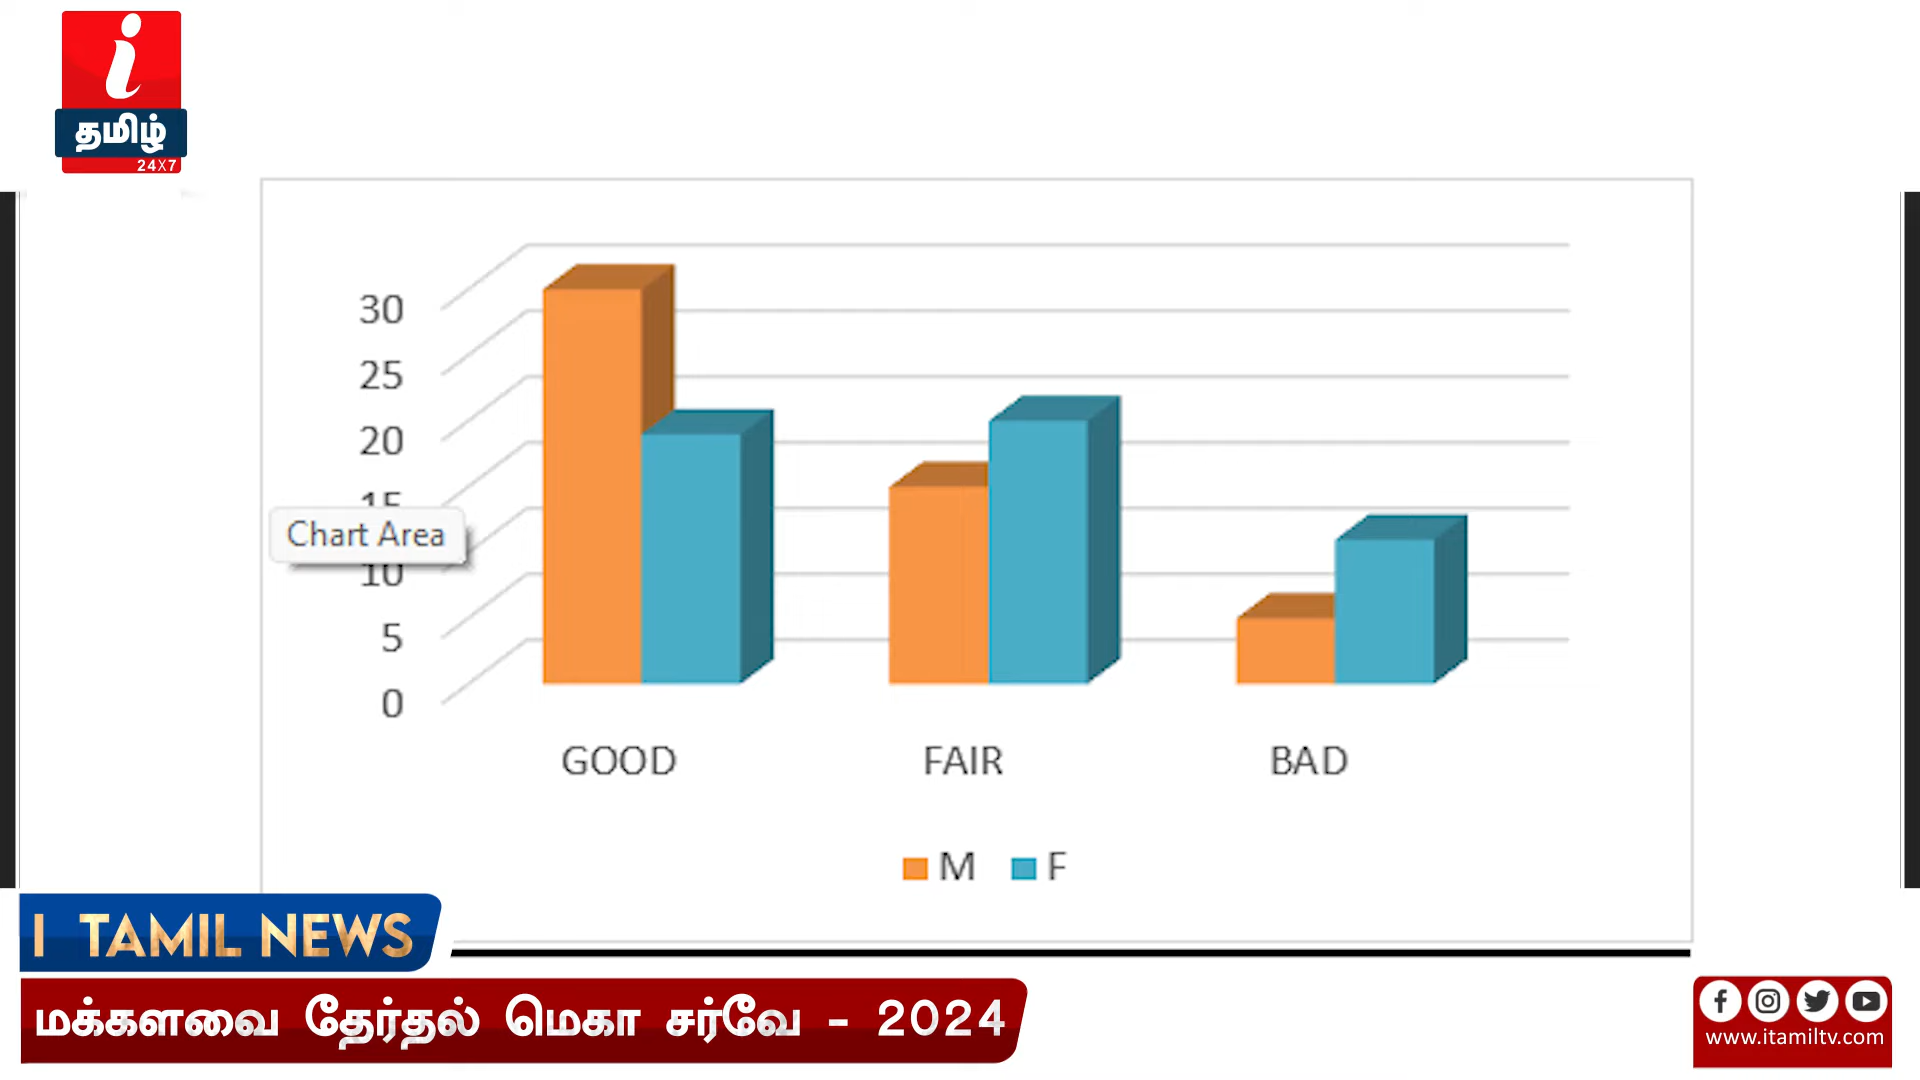 i
தமிழ்
24X7
30
25
20
15
Chart Area
10
5
0
GOOD FAIR BAD
M F
I TAMIL NEWS
மக்களவை தேர்தல் மெகா சர்வே - 2024
www.itamiltv.com